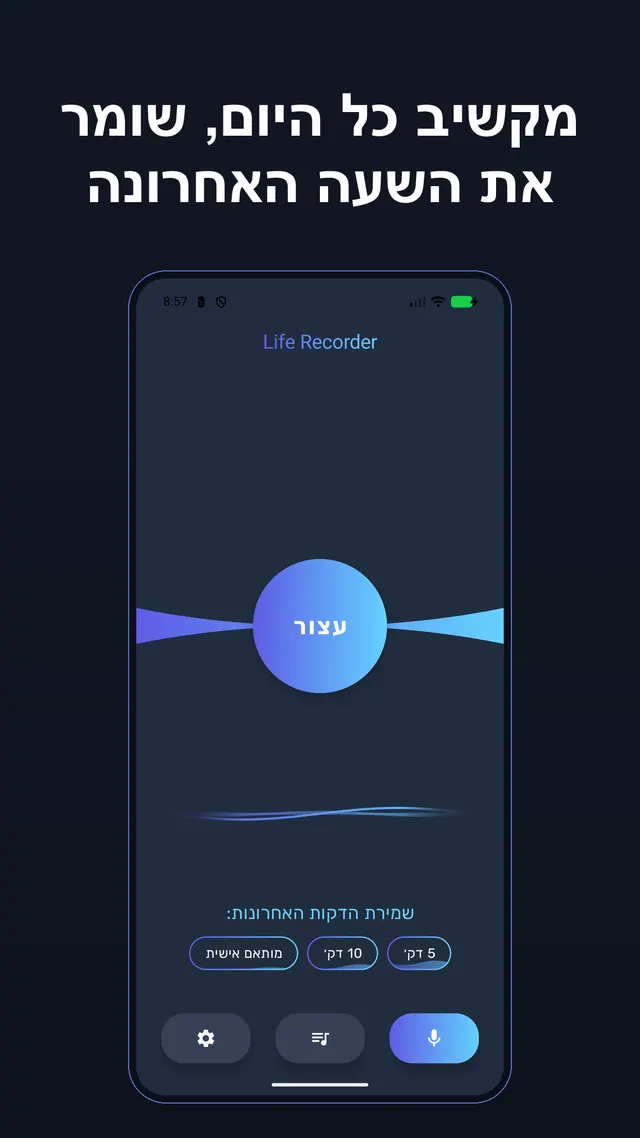 מקשיב כל היום, שומר
את השעה האחרונה
8:57
Life Recorder
עצור
שמירת הדקות האחרונות:
5 דק׳
10 דק׳
מותאם אישית